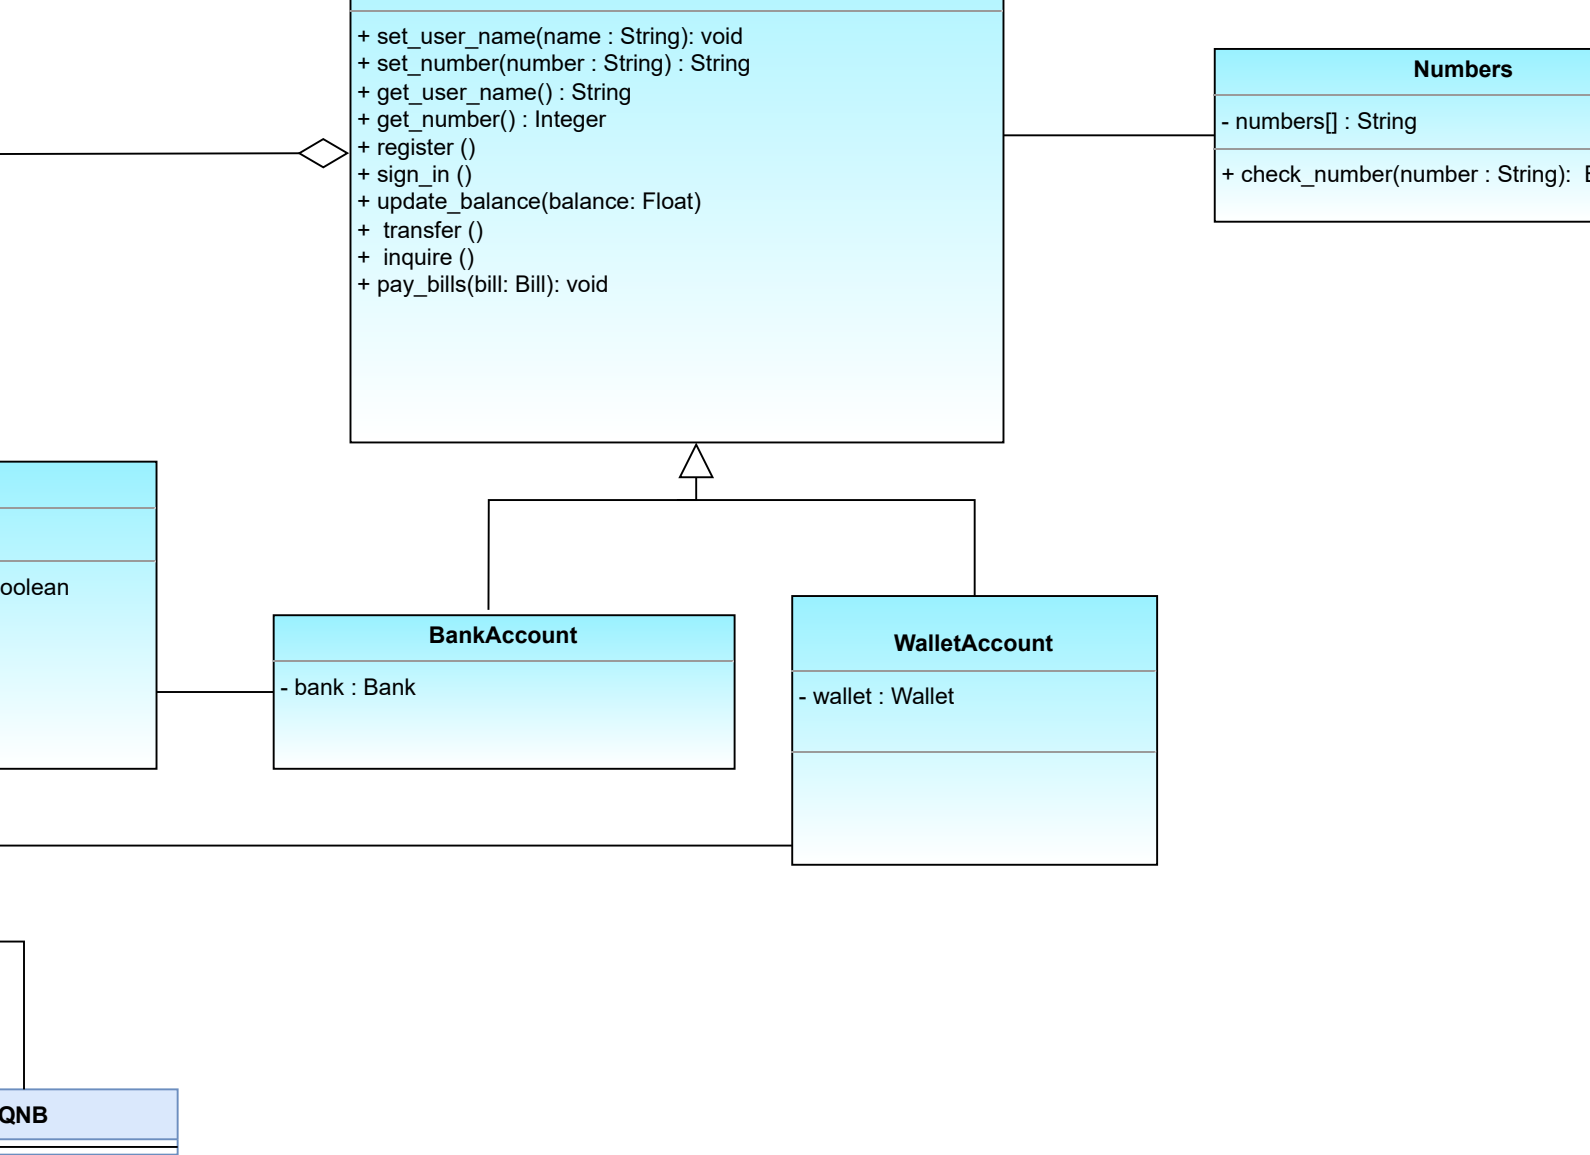 + set_user_name(name : String): void
+ set_number(number : String) : String
+ get_user_name() : String
+ get_number() : Integer
+ register ()
+ sign_in ()
+ update_balance(balance: Float)
+  transfer ()
+  inquire ()
+ pay_bills(bill: Bill): void
Numbers
- numbers[] : String
+ check_number(number : String):
oolean
BankAccount
- bank : Bank
WalletAccount
- wallet : Wallet
QNB